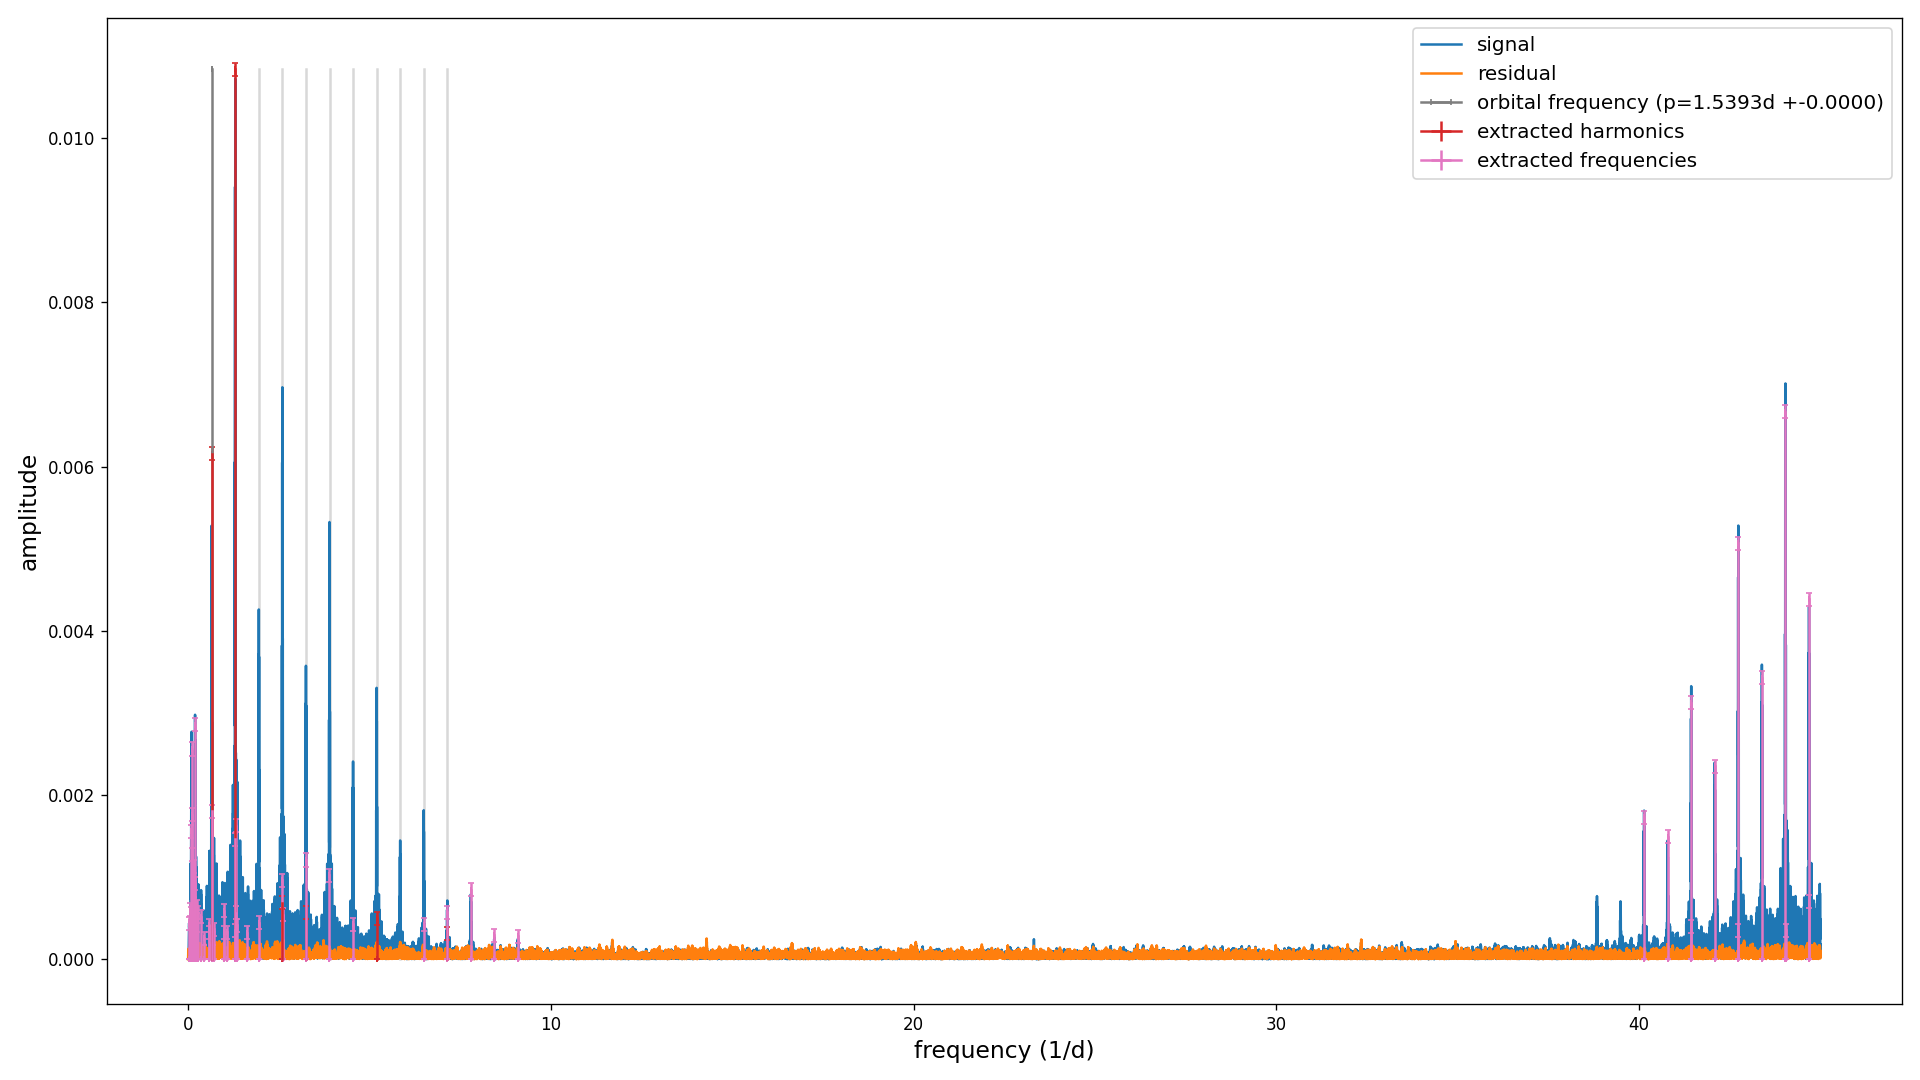 signal
residual
orbital frequency (p=1.5393d +-0.0000)
extracted harmonics
extracted frequencies
0.010
0.008
0.006
0.004
0.002
0.000
amplitude
0 10 20 30 40
frequency (1/d)